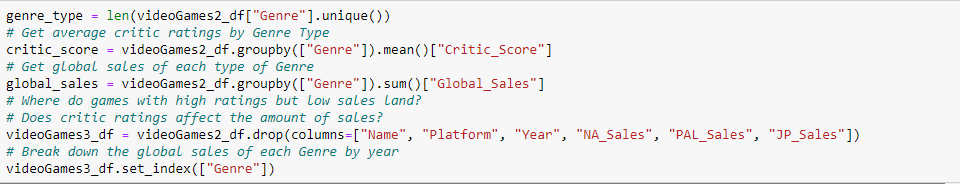 genre_type = len(videoGames2_df["Genre"].unique())
# Get average critic ratings by Genre Type
critic_score = videoGames2_df.groupby(["Genre"]).mean()["Critic_Score"]
# Get global sales of each type of Genre
global_sales = videoGames2_df.groupby(["Genre"]).sum()["Global_Sales"]
# Where do games with high ratings but low sales land?
# Does critic ratings affect the amount of sales?
videoGames3_df = videoGames2_df.drop(columns=["Name", "Platform", "Year", "NA_Sales", "PAL_Sales", "JP_Sales"])
# Break down the global sales of each Genre by year
videoGames3_df.set_index(["Genre"])